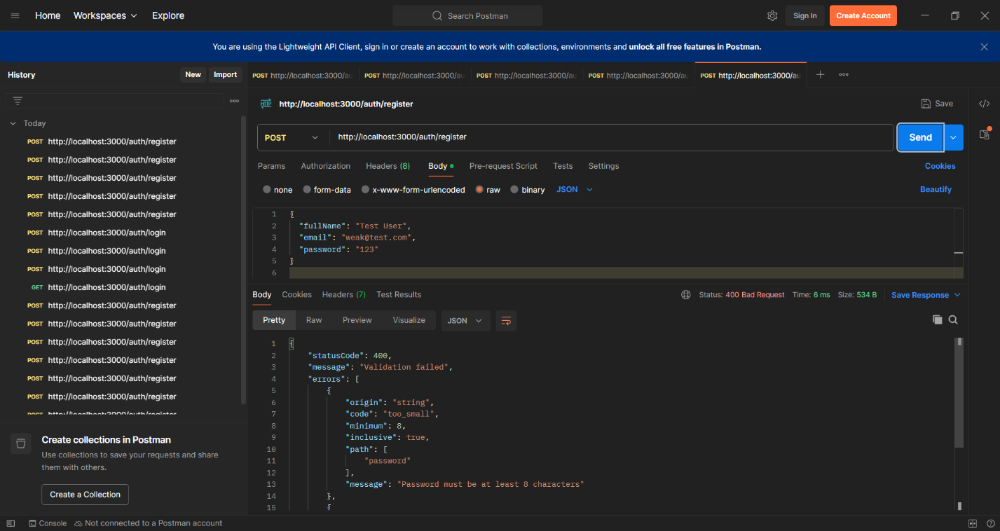 Home Workspaces Explore Search Postman Sign In Create Account
You are using the Lightweight API Client, sign in or create an account to work with collections, environments and unlock all free features in Postman.
History New Import
Today
POST http://localhost:3000/auth/register
POST http://localhost:3000/auth/register
POST http://localhost:3000/auth/register
POST http://localhost:3000/auth/register
POST http://localhost:3000/auth/register
POST http://localhost:3000/auth/login
POST http://localhost:3000/auth/login
POST http://localhost:3000/auth/login
GET http://localhost:3000/auth/login
POST http://localhost:3000/auth/register
POST http://localhost:3000/auth/register
POST http://localhost:3000/auth/register
POST http://localhost:3000/auth/register
POST http://localhost:3000/auth/register
POST http://localhost:3000/auth/register
POST http://localhost:3000/auth/register
Create collections in Postman
Use collections to save your requests and share
them with others.
Create a Collection
POST http://localhost:3000/au POST http://localhost:3000/au POST http://localhost:3000/au POST http://localhost:3000/au POST http://localhost:3000/au
HTTP http://localhost:3000/auth/register Save
POST http://localhost:3000/auth/register Send
Params Authorization Headers (8) Body Pre-request Script Tests Settings Cookies
none form-data x-www-form-urlencoded raw binary JSON Beautify
1 {
2 "fullName": "Test User",
3 "email": "weak@test.com",
4 "password": "123"
5 }
6
Body Cookies Headers (7) Test Results Status: 400 Bad Request Time: 6 ms Size: 534 B Save Response
Pretty Raw Preview Visualize JSON
1 {
2 "statusCode": 400,
3 "message": "Validation failed",
4 "errors": [
5 {
6 "origin": "string",
7 "code": "too_small",
8 "minimum": 8,
9 "inclusive": true,
10 "path": [
11 "password"
12 ],
13 "message": "Password must be at least 8 characters"
14 },
15 {
Console Not connected to a Postman account